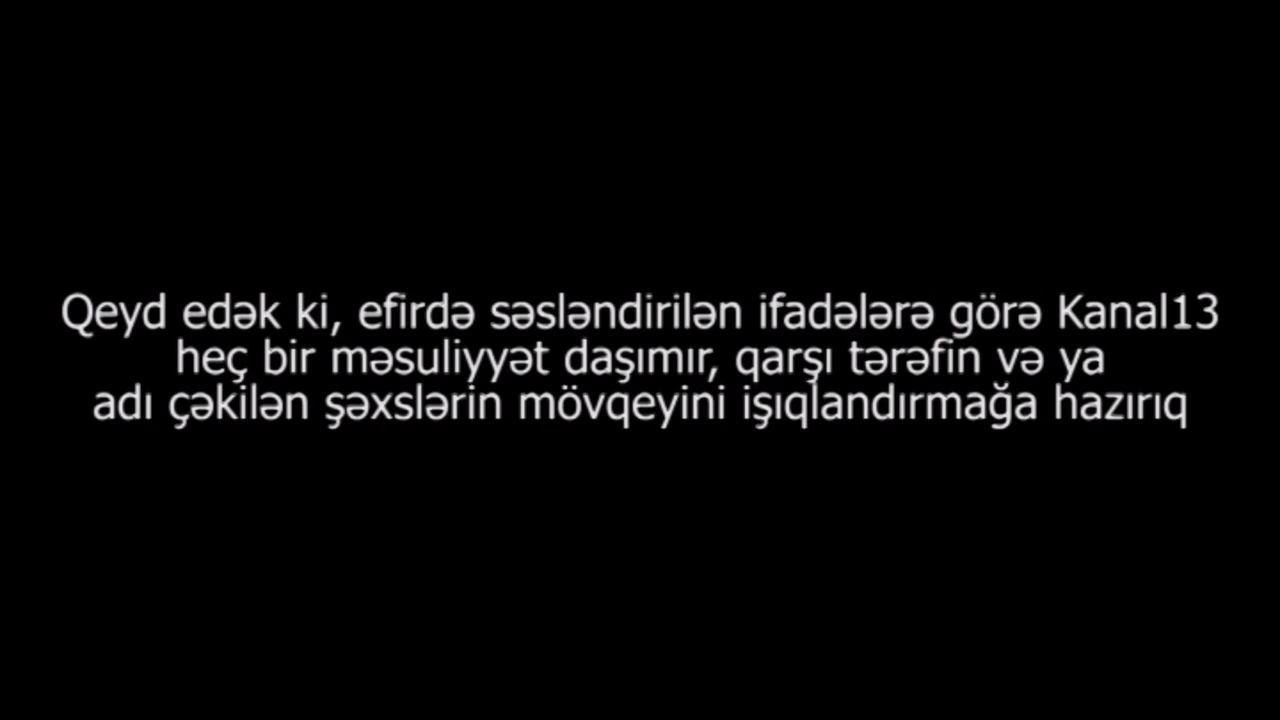 Qeyd edək ki, efirdə səsləndirilən ifadələrə görə Kanal13
heç bir məsuliyyət daşımır, qarşı tərəfin və ya
adı çəkilən şəxslərin mövqeyini işıqlandırmağa hazırıq